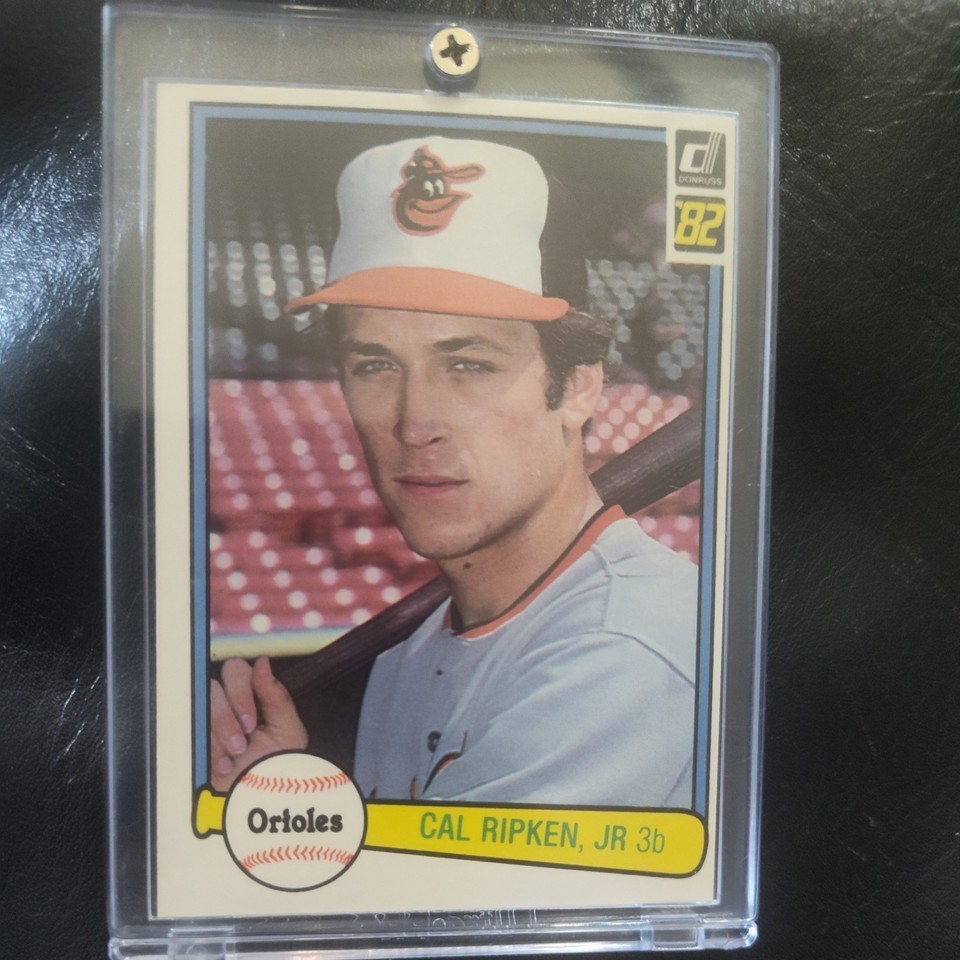 d
DONRUSS
'82
Orioles
CAL RIPKEN, JR 3b